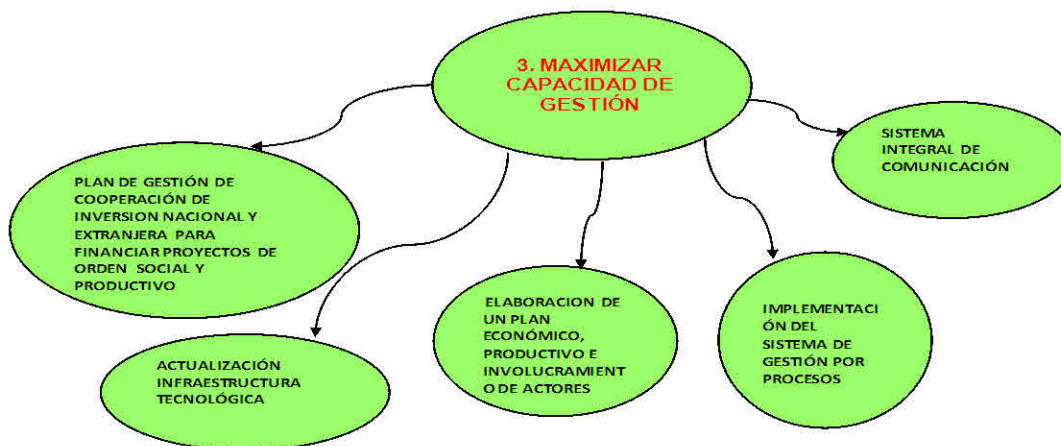 3. MAXIMIZAR
CAPACIDAD DE
GESTIÓN
SISTEMA
INTEGRAL DE
COMUNICACIÓN
PLAN DE GESTIÓN DE
COOPERACIÓN DE
INVERSION NACIONAL Y
EXTRANJERA PARA
FINANCIAR PROYECTOS DE
ORDEN SOCIAL Y
PRODUCTIVO
ACTUALIZACIÓN
INFRAESTRUCTURA
TECNOLÓGICA
ELABORACION DE
UN PLAN
ECONÓMICO,
PRODUCTIVO E
INVOLUCRAMIENT
O DE ACTORES
IMPLEMENTACI
ÓN DEL
SISTEMA DE
GESTIÓN POR
PROCESOS